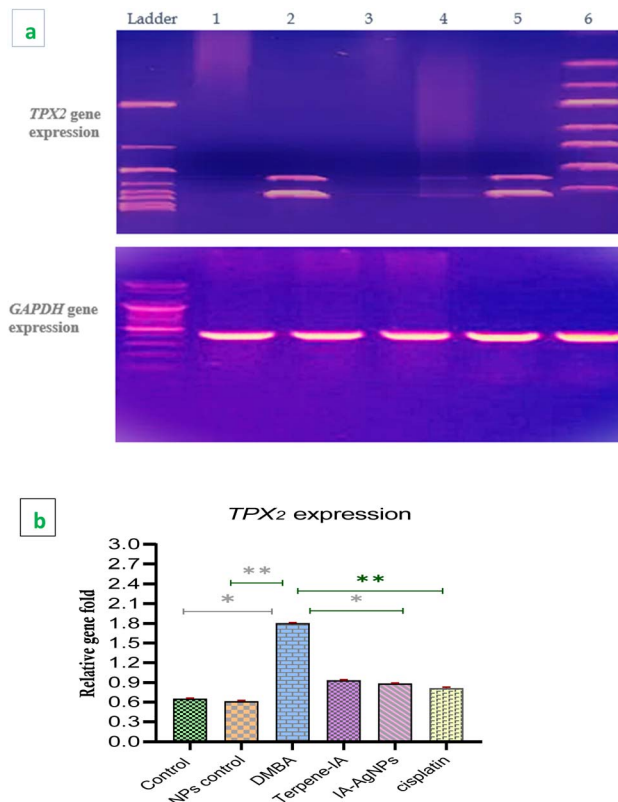 a
Ladder 1 2 3 4 5 6
TPX2 gene
expression
GAPDH gene
expression
b
TPX2 expression
Relative gene fold
3.0
2.7
2.4
2.1
1.8
1.5
1.2
0.9
0.6
0.3
0.0
** 
**
*
*
Control
NPs control
DMBA
Terpene-IA
IA-AgNPs
cisplatin